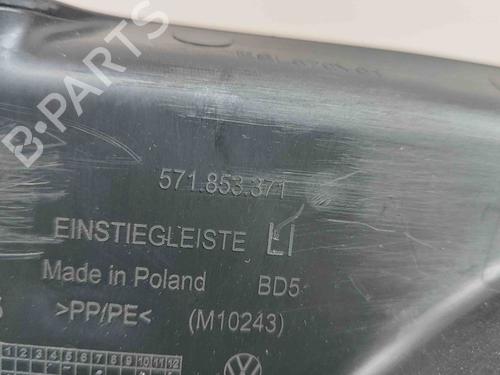 B-PARTS
571.853.371
EINSTIEGLEISTE LI
Made in Poland BD5
>PP/PE< (M10243)
1 2 3 4 5 6 7 8 9 10 11 12